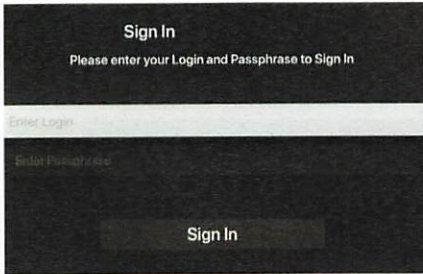 Sign In
Please enter your Login and Passphrase to Sign In
Enter Login
Enter Passphrase
Sign In